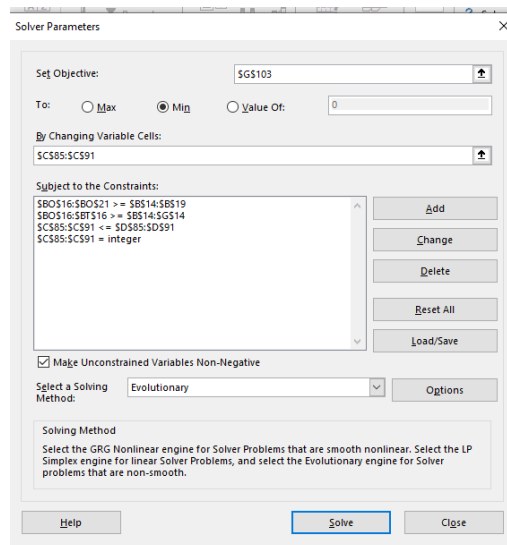 Solver Parameters
Set Objective:
$G$103
To:
Max
Min
Value Of:
0
By Changing Variable Cells:
$C$85:$C$91
Subject to the Constraints:
$BO$16:$BO$21 >= $B$14:$B$19
$BO$16:$BT$16 >= $B$14:$G$14
$C$85:$C$91 <= $D$85:$D$91
$C$85:$C$91 = integer
Add
Change
Delete
Reset All
Load/Save
Make Unconstrained Variables Non-Negative
Select a Solving
Method:
Evolutionary
Options
Solving Method
Select the GRG Nonlinear engine for Solver Problems that are smooth nonlinear. Select the LP
Simplex engine for linear Solver Problems, and select the Evolutionary engine for Solver
problems that are non-smooth.
Help
Solve
Close